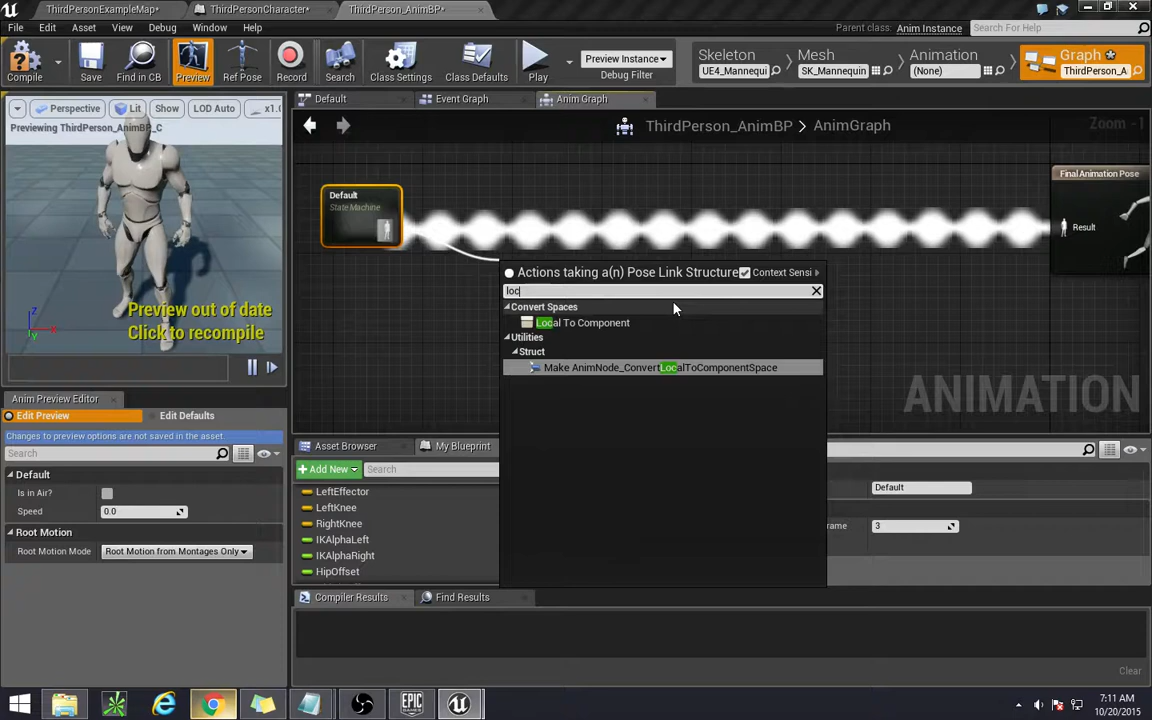 ThirdPersonExampleMap*
ThirdPersonCharacter*
ThirdPerson_AnimBP*
File Edit Asset View Debug Window Help
Parent class: Anim Instance
Search For Help
Compile
Save
Find in CB
Preview
Ref Pose
Record
Search
Class Settings
Class Defaults
Play
Preview Instance
Debug Filter
Skeleton
UE4_Mannequi
Mesh
SK_Mannequin
Animation
(None)
Graph
ThirdPerson_A
Perspective Lit Show LOD Auto x1.0
Previewing ThirdPerson_AnimBP_C
Preview out of date
Click to recompile
Z
X
Y
Default
Event Graph
Anim Graph
ThirdPerson_AnimBP > AnimGraph
Zoom -1
Default
State Machine
Final Animation Pose
Result
ANIMATION
Actions taking a(n) Pose Link Structure
Context Sensi
loc
Convert Spaces
Local To Component
Utilities
Struct
Make AnimNode_ConvertLocalToComponentSpace
Anim Preview Editor
Edit Preview
Edit Defaults
Changes to preview options are not saved in the asset.
Search
Default
Is in Air?
Speed 0.0
Root Motion
Root Motion Mode Root Motion from Montages Only
Asset Browser
My Blueprint
+Add New
Search
LeftEffector
LeftKnee
RightKnee
IKAlphaLeft
IKAlphaRight
HipOffset
Default
rame 3
Compiler Results
Find Results
Clear
EPIC
GAMES
7:11 AM
10/20/2015